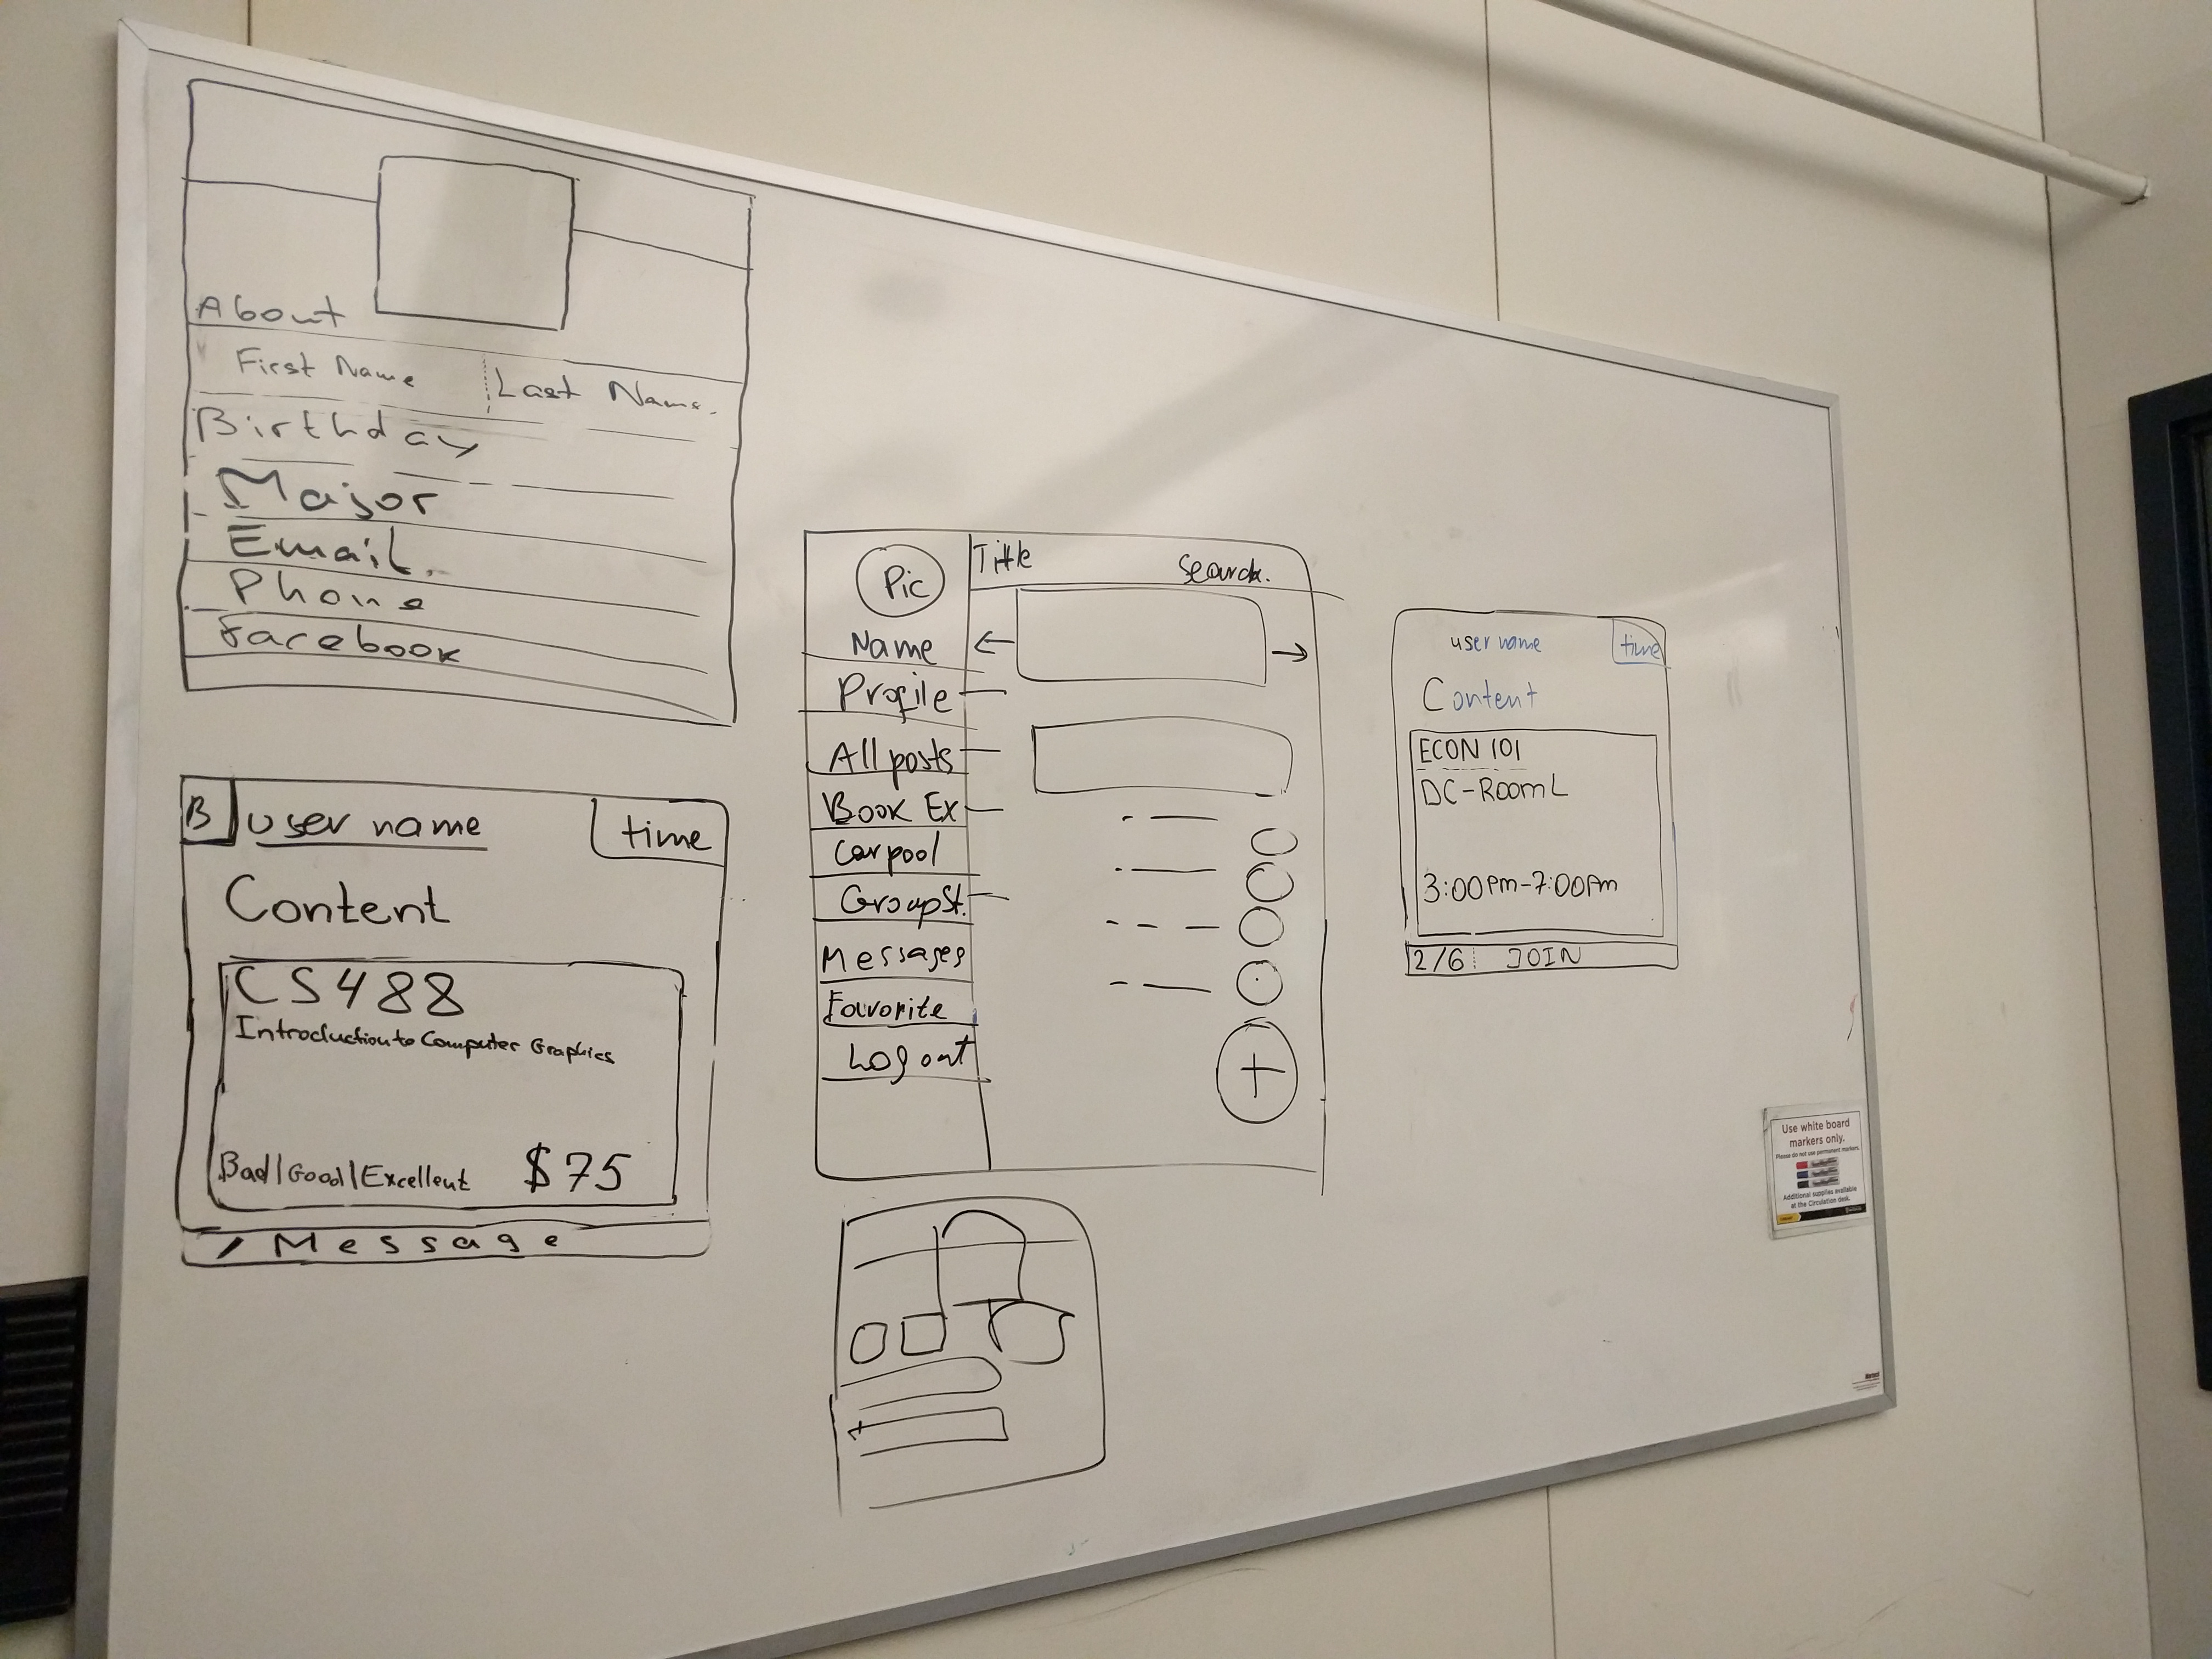 About
First Name Last Name.
Birthday
Major
Email.
Phone
Facebook
B user name time
Content
CS488
Introduction to Computer Graphics
Bad/Good/Excellent $75
Message
Pic
Name
Profile
All posts
Book Ex
Carpool
GroupSt.
Messages
Favorite
Log out
Title Search.
+
user name time
Content
ECON 101
DC-Room L
3:00pm-7:00pm
2/6 JOIN
Use white board
markers only.
Please do not use permanent markers.
Additional supplies available
at the Circulation desk.